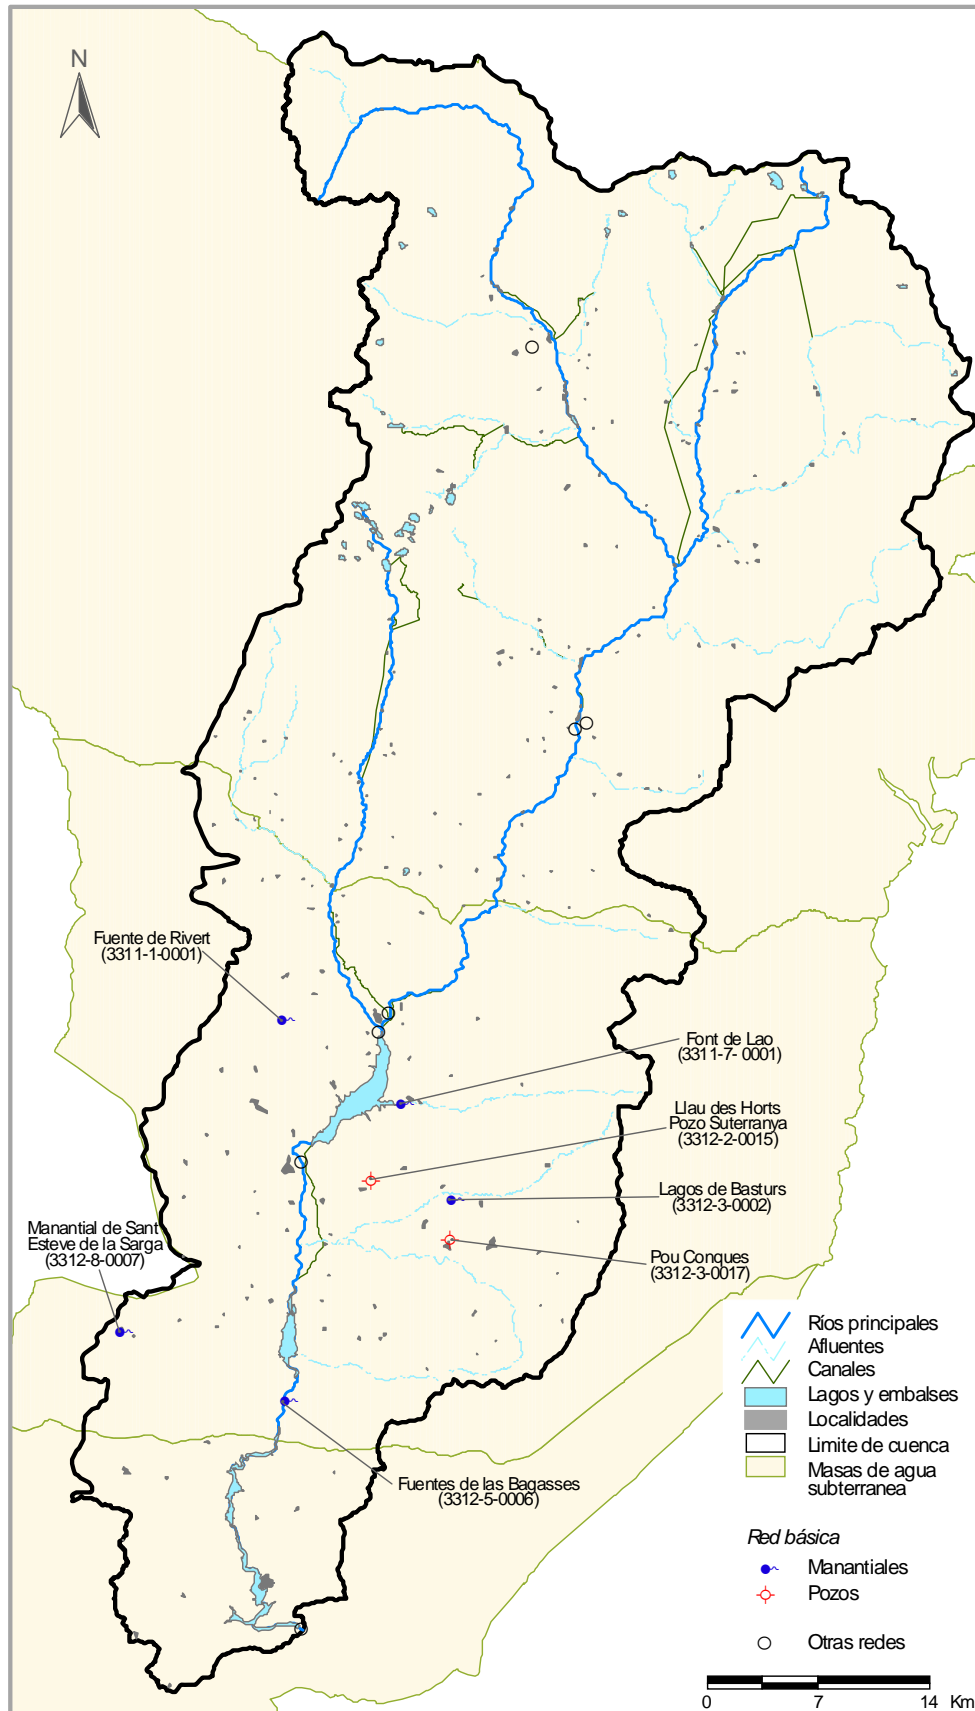 N
Fuente de Rivert
(3311-1-0001)
Font de Lao
(3311-7- 0001)
Llau des Horts
Pozo Suterranya
(3312-2-0015)
Lagos de Basturs
(3312-3-0002)
Manantial de Sant
Esteve de la Sarga
(3312-8-0007)
Pou Conques
(3312-3-0017)
Fuentes de las Bagasses
(3312-5-0006)
Ríos principales
Afluentes
Canales
Lagos y embalses
Localidades
Limite de cuenca
Masas de agua
subterranea
Red básica
Manantiales
Pozos
Otras redes
0 7 14 Km